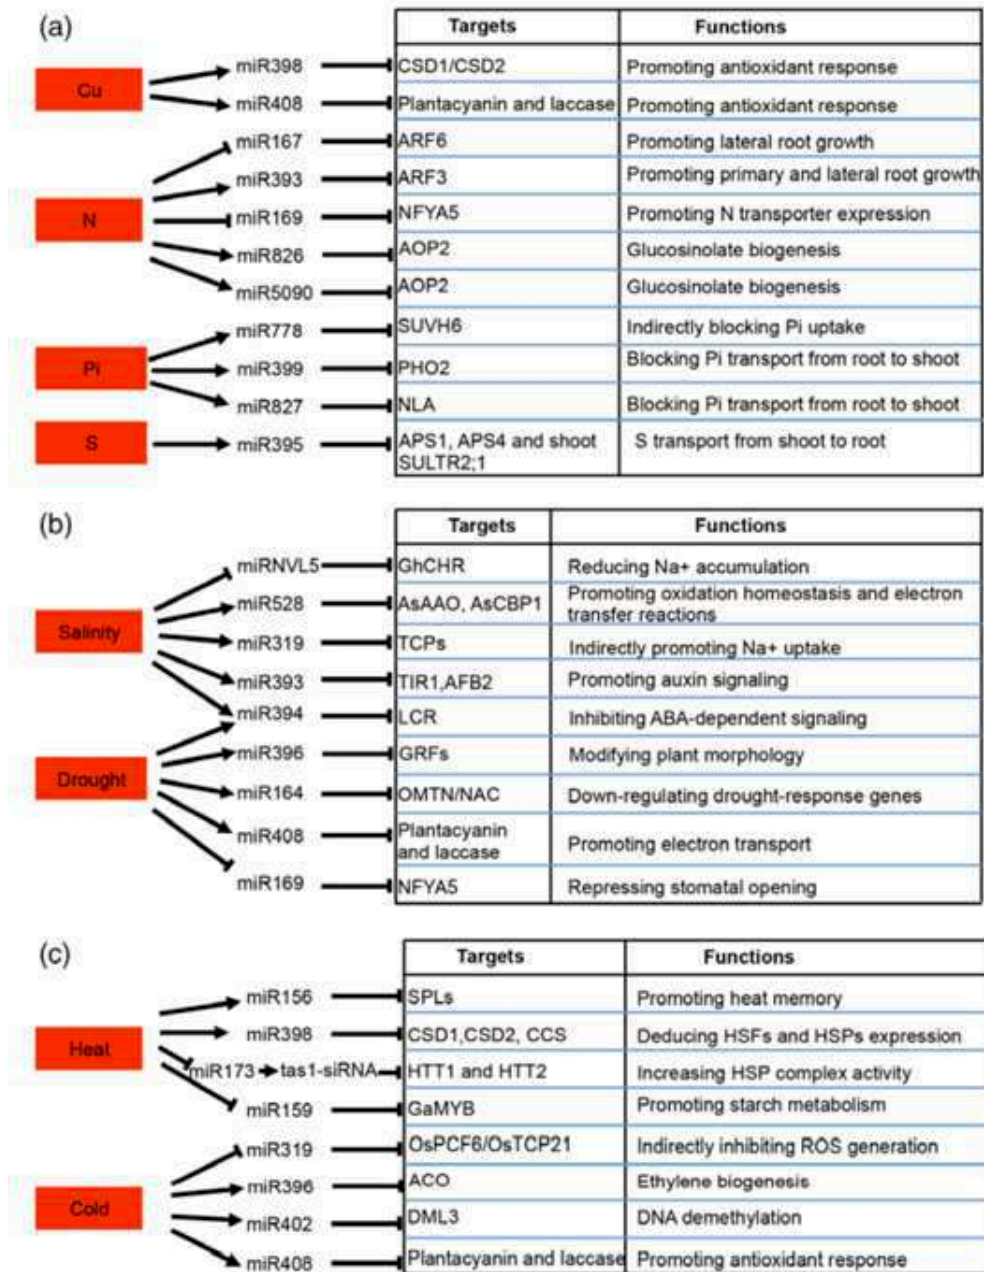 (a)
Targets Functions
Cu miR398 CSD1/CSD2 Promoting antioxidant response
miR408 Plantacyanin and laccase Promoting antioxidant response
N miR167 ARF6 Promoting lateral root growth
miR393 ARF3 Promoting primary and lateral root growth
miR169 NFYA5 Promoting N transporter expression
miR826 AOP2 Glucosinolate biogenesis
miR5090 AOP2 Glucosinolate biogenesis
Pi miR778 SUVH6 Indirectly blocking Pi uptake
miR399 PHO2 Blocking Pi transport from root to shoot
miR827 NLA Blocking Pi transport from root to shoot
S miR395 APS1, APS4 and shoot S transport from shoot to root
SULTR2;1
(b)
Targets Functions
Salinity miRNVL5 GhCHR Reducing Na+ accumulation
miR528 AsAAO, AsCBP1 Promoting oxidation homeostasis and electron
transfer reactions
miR319 TCPs Indirectly promoting Na+ uptake
miR393 TIR1,AFB2 Promoting auxin signaling
miR394 LCR Inhibiting ABA-dependent signaling
Drought miR396 GRFs Modifying plant morphology
miR164 OMTN/NAC Down-regulating drought-response genes
miR408 Plantacyanin Promoting electron transport
and laccase
miR169 NFYA5 Repressing stomatal opening
(c)
Targets Functions
Heat miR156 SPLs Promoting heat memory
miR398 CSD1,CSD2, CCS Deducing HSFs and HSPs expression
miR173 tas1-siRNA HTT1 and HTT2 Increasing HSP complex activity
miR159 GaMYB Promoting starch metabolism
Cold miR319 OsPCF6/OsTCP21 Indirectly inhibiting ROS generation
miR396 ACO Ethylene biogenesis
miR402 DML3 DNA demethylation
miR408 Plantacyanin and laccase Promoting antioxidant response